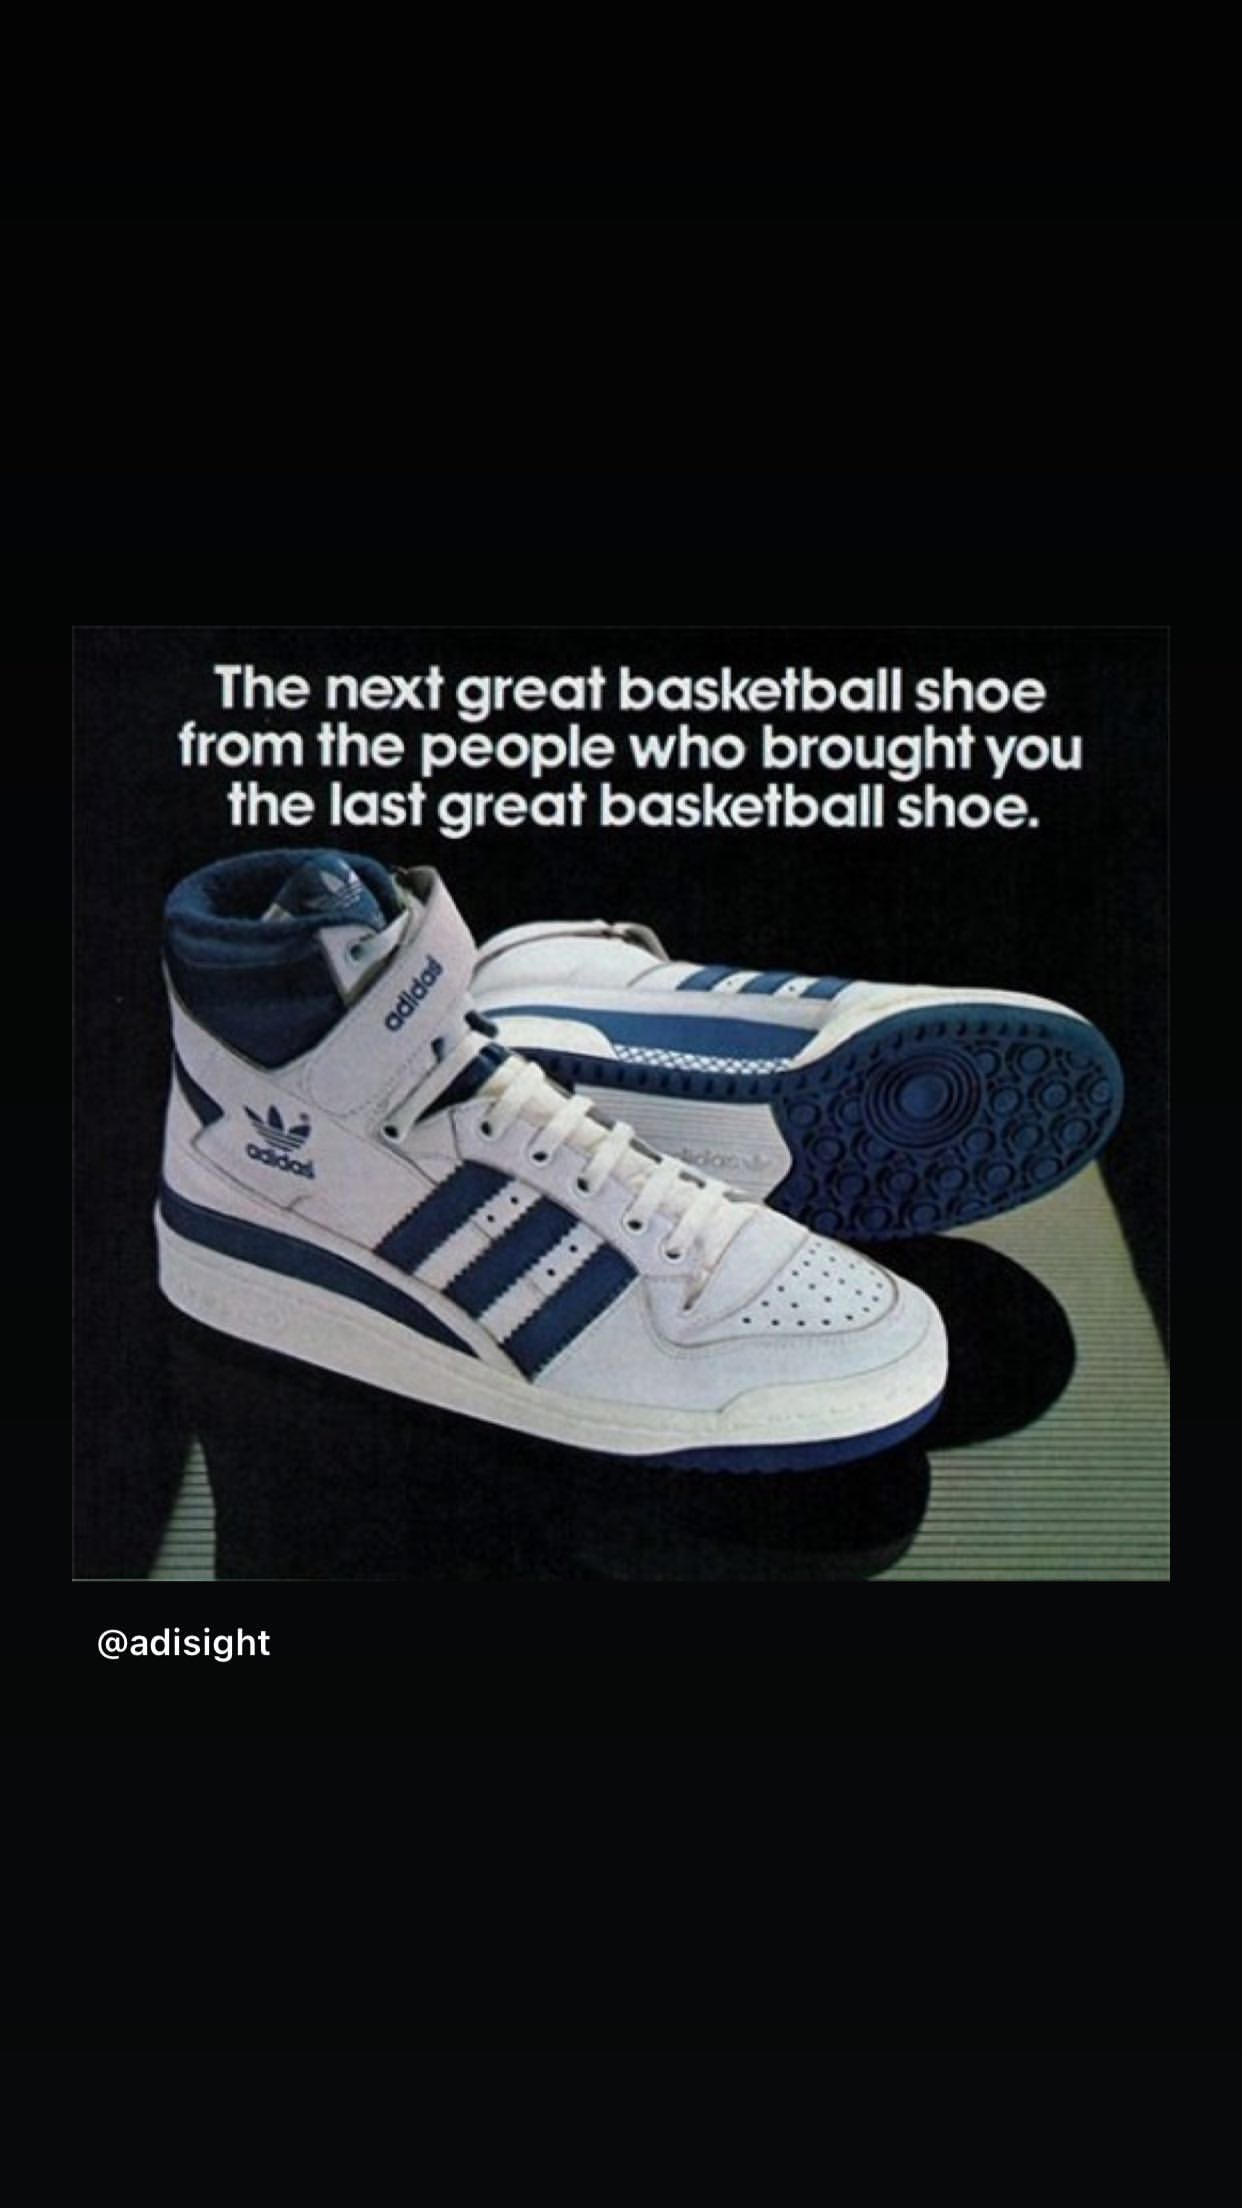 The next great basketball shoe
from the people who brought you
the last great basketball shoe.
adidas
adidas
adidas
@adisight